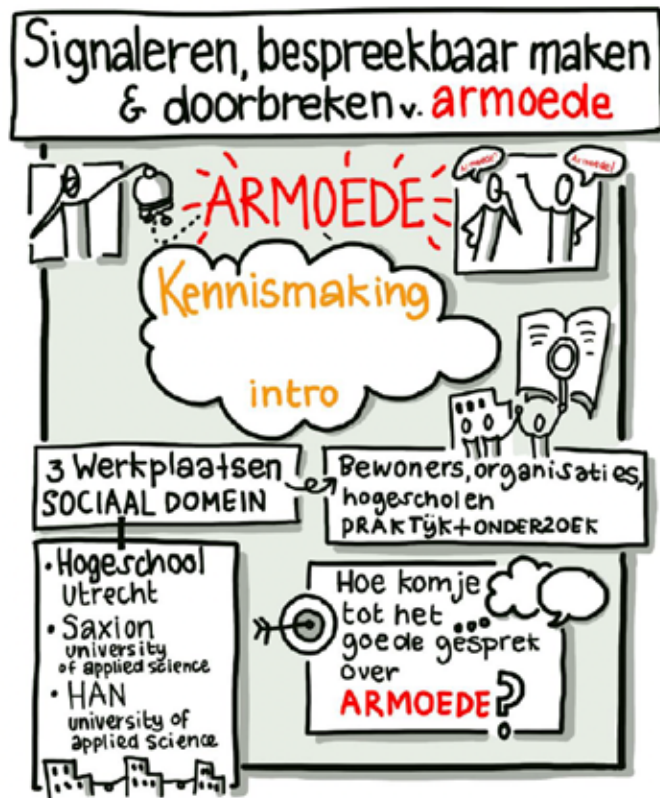 Signaleren, bespreekbaar maken
& doorbreken v. armoede
ARMOEDE
Armoede!
Armoede!
Kennismaking
intro
3 Werkplaatsen
SOCIAAL DOMEIN
Bewoners, organisaties,
hogescholen
PRAKTijK+ONDERZOEK
• Hogeschool
Utrecht
• Saxion
university
of applied science
• HAN
university of
applied science
Hoe kom je
tot het ...
goede gesprek
over
ARMOEDE?